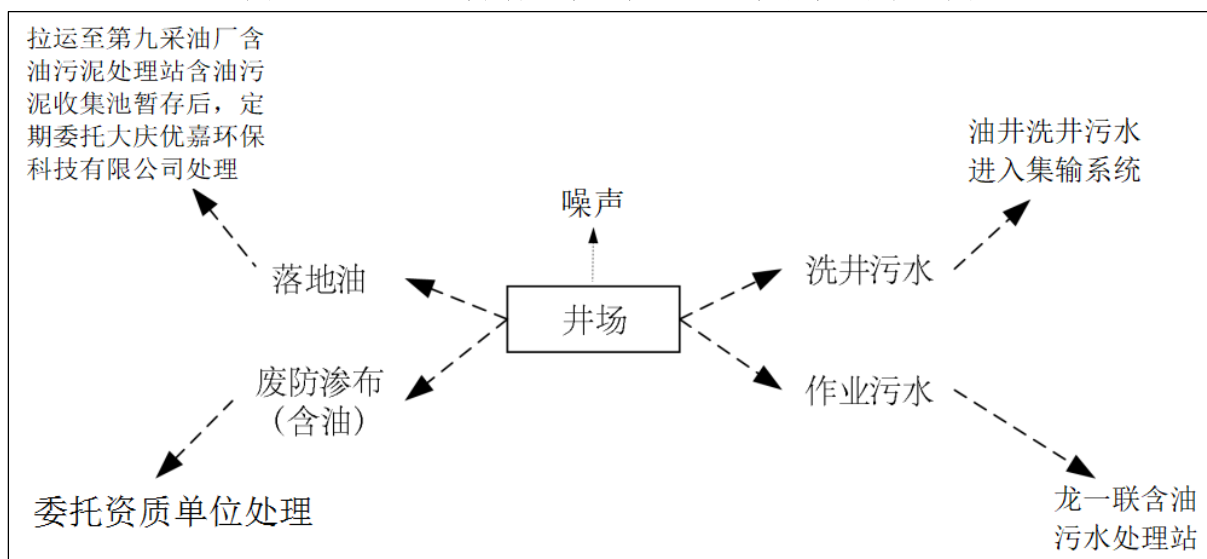 拉运至第九采油厂含
油污泥处理站含油污
泥收集池暂存后，定
期委托大庆优嘉环保
科技有限公司处理
油井洗井污水
进入集输系统
噪声
落地油
洗井污水
井场
废防渗布
（含油）
作业污水
委托资质单位处理
龙一联含油
污水处理站